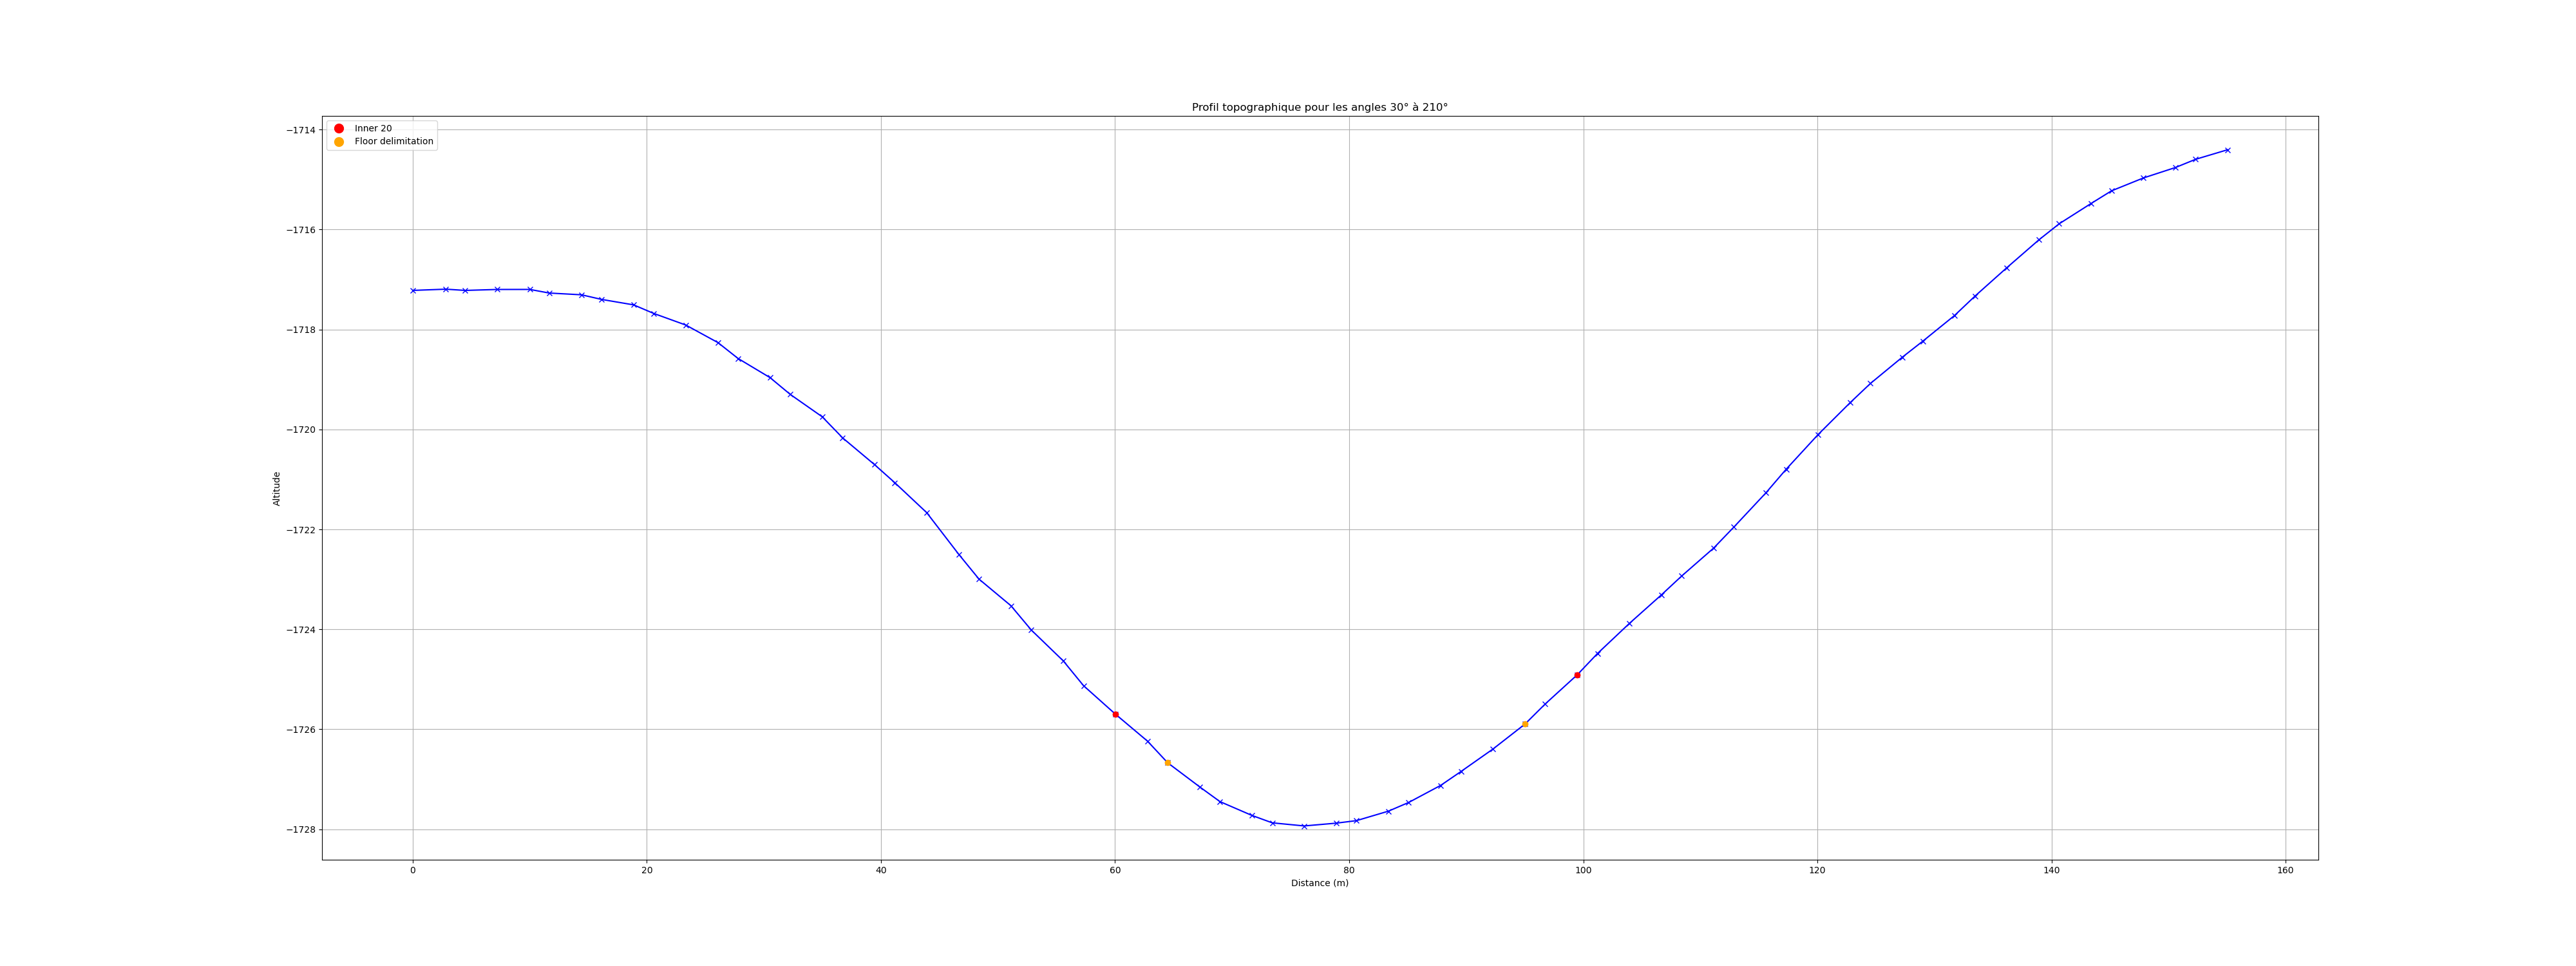 Profil topographique pour les angles 30° à 210°
Inner 20
Floor delimitation
−1714
−1716
−1718
−1720
−1722
−1724
−1726
−1728
Altitude
0 20 40 60 80 100 120 140 160
Distance (m)